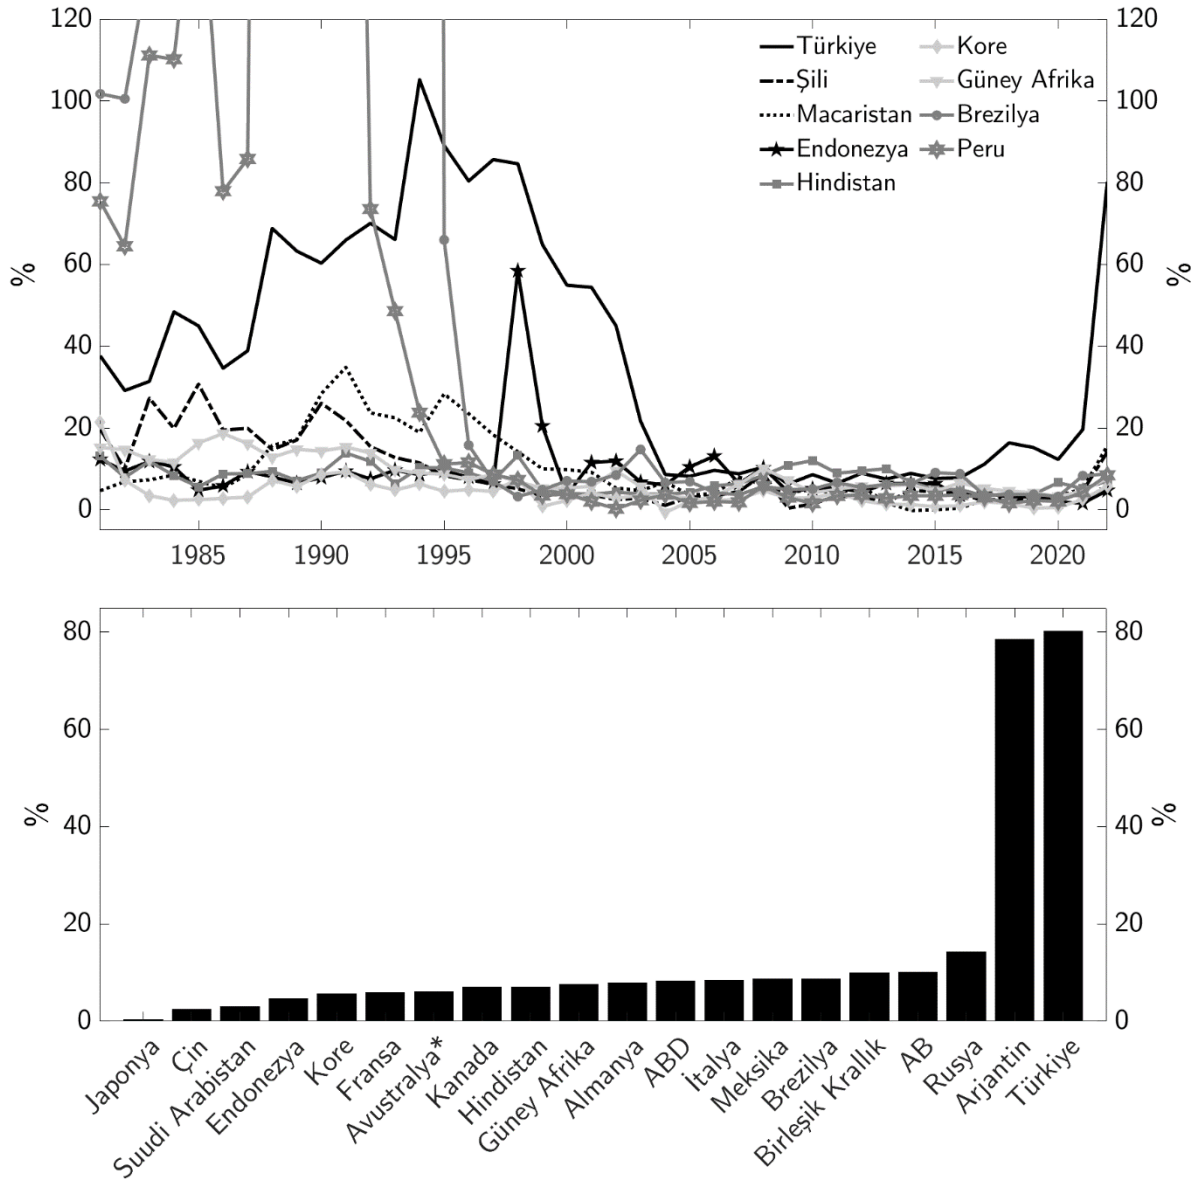 120 120
Türkiye Kore
Şili Güney Afrika
100 Macaristan Brezilya 100
Endonezya Peru
80 Hindistan 80
60 60
% %
40 40
20 20
0 0
1985 1990 1995 2000 2005 2010 2015 2020
80 80
60 60
% %
40 40
20 20
0 0
Japonya Çin Suudi Arabistan Endonezya Kore Fransa Avustralya* Kanada Hindistan Güney Afrika Almanya ABD İtalya Meksika Brezilya Birleşik Krallık AB Rusya Arjantin Türkiye